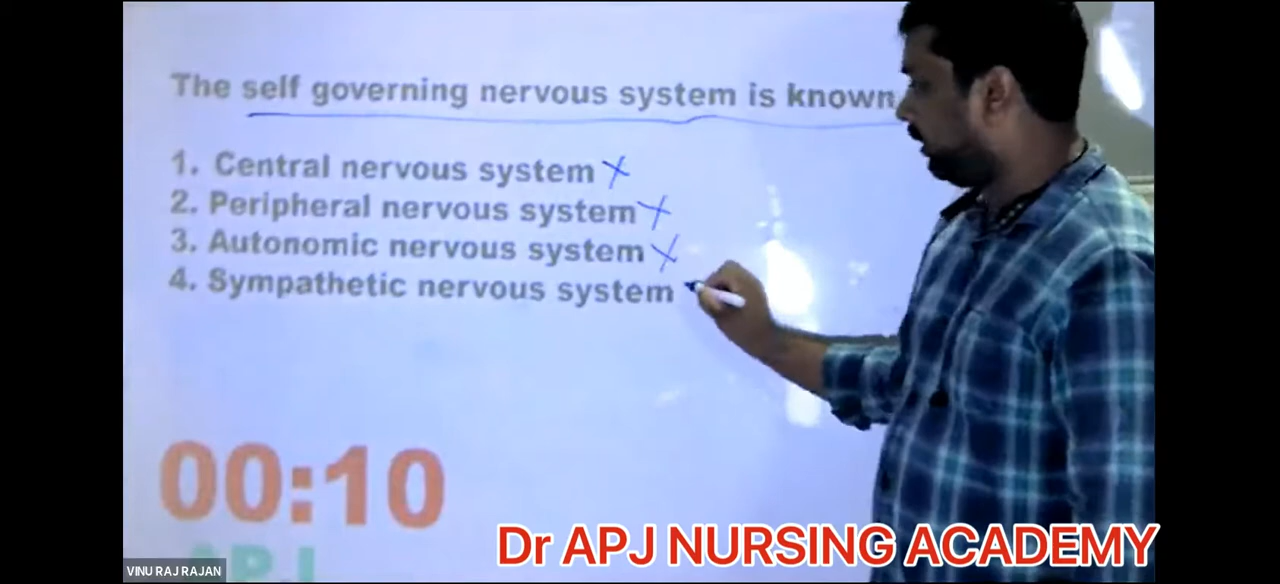 The self governing nervous system is known
1. Central nervous system X
2. Peripheral nervous system X
3. Autonomic nervous system X
4. Sympathetic nervous system
00:10
APJ
Dr APJ NURSING ACADEMY
VINU RAJ RAJAN